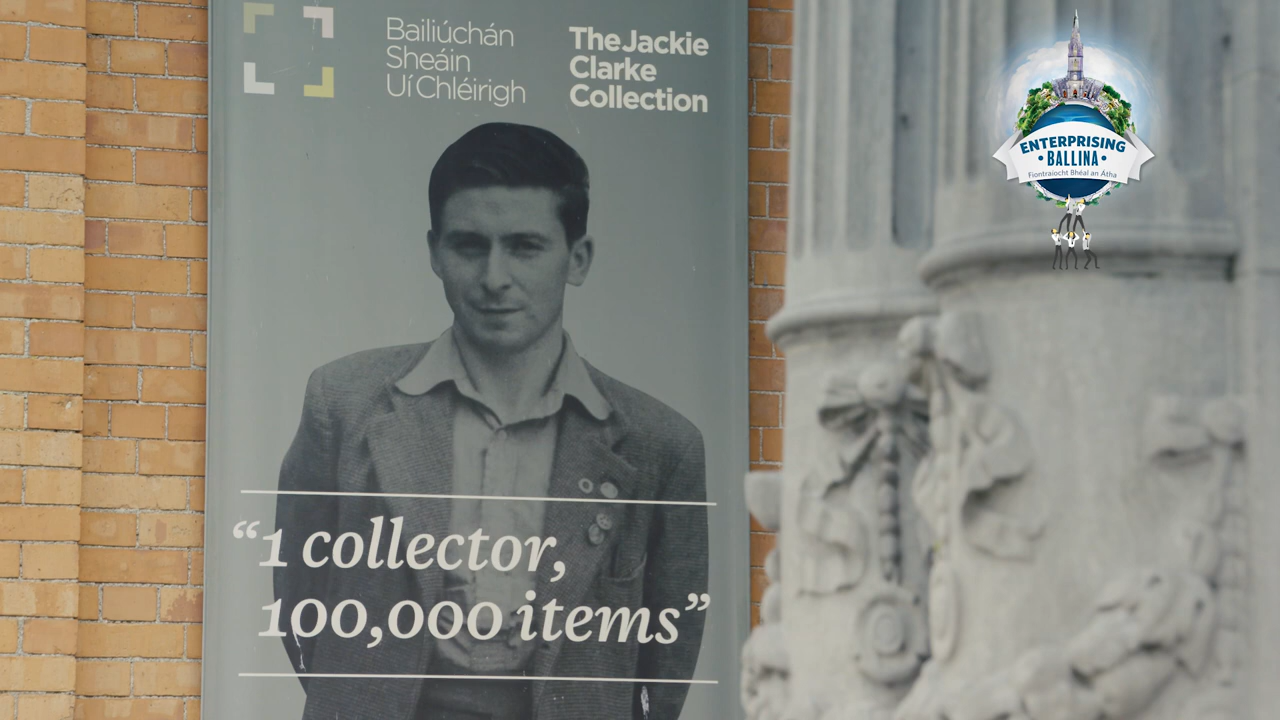 Bailiúchán
Sheáin
Uí Chléirigh
The Jackie
Clarke
Collection
“1 collector,
100,000 items”
ENTERPRISING
• BALLINA •
Fiontraíocht Bhéal an Átha